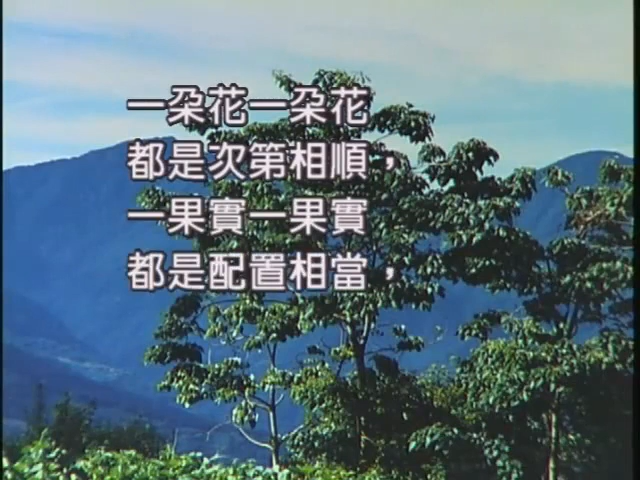 一朵花一朵花
都是次第相順，
一果實一果實
都是配置相當，